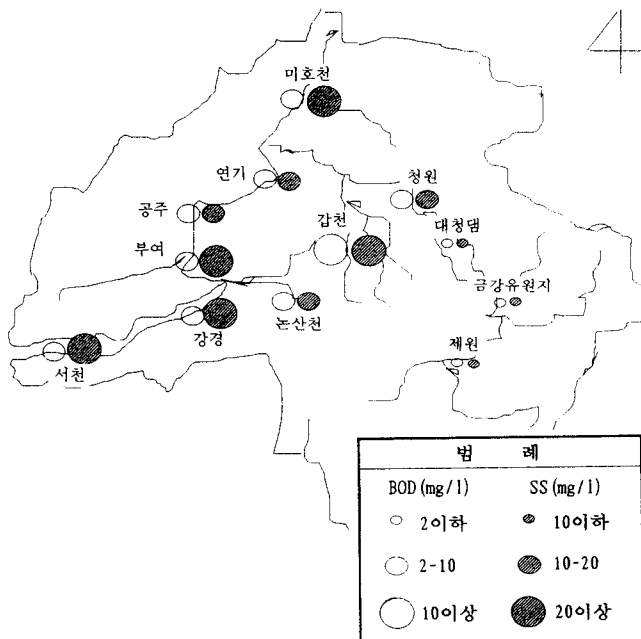 4
미호천
연기
청원
공주
갑천
대청댐
부여
금강유원지
강경
논산천
제원
서천
범 례
BOD(mg/l) SS(mg/l)
2이하 10이하
2-10 10-20
10이상 20이상